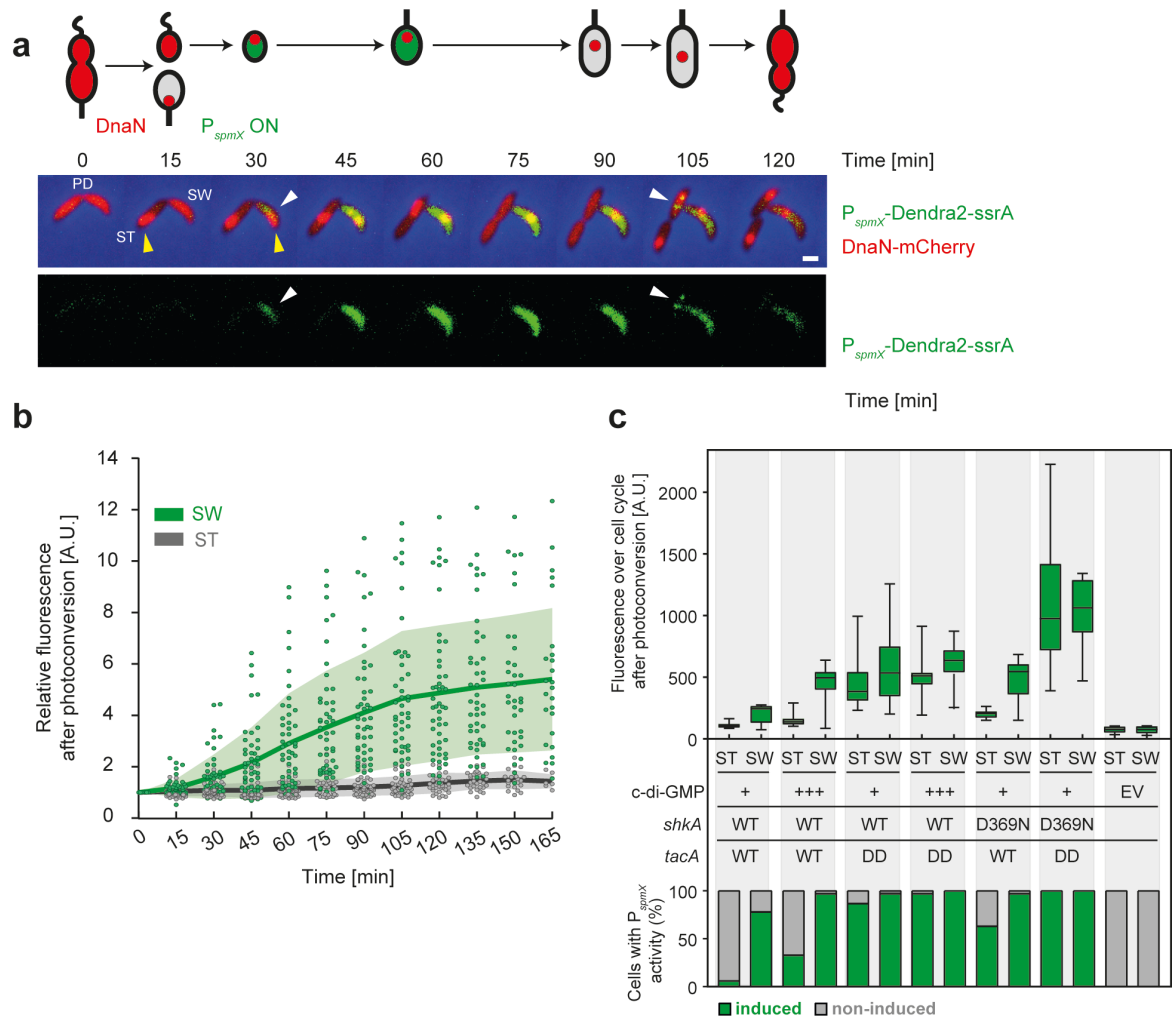 a
DnaN
PspmX ON
0 15 30 45 60 75 90 105 120 Time [min]
PD
SW
ST
PspmX-Dendra2-ssrA
DnaN-mCherry
PspmX-Dendra2-ssrA
Time [min]
b
Relative fluorescence
after photoconversion [A.U.]
14
12
10
8
6
4
2
0
SW
ST
0 15 30 45 60 75 90 105 120 135 150 165
Time [min]
c
Fluorescence over cell cycle
after photoconversion [A.U.]
2000
1500
1000
500
0
ST SW ST SW ST SW ST SW ST SW ST SW ST SW
c-di-GMP + +++ + +++ + + EV
shkA WT WT WT WT D369N D369N
tacA WT WT DD DD WT DD
Cells with PspmX
activity (%)
100
50
0
100
50
0
induced non-induced